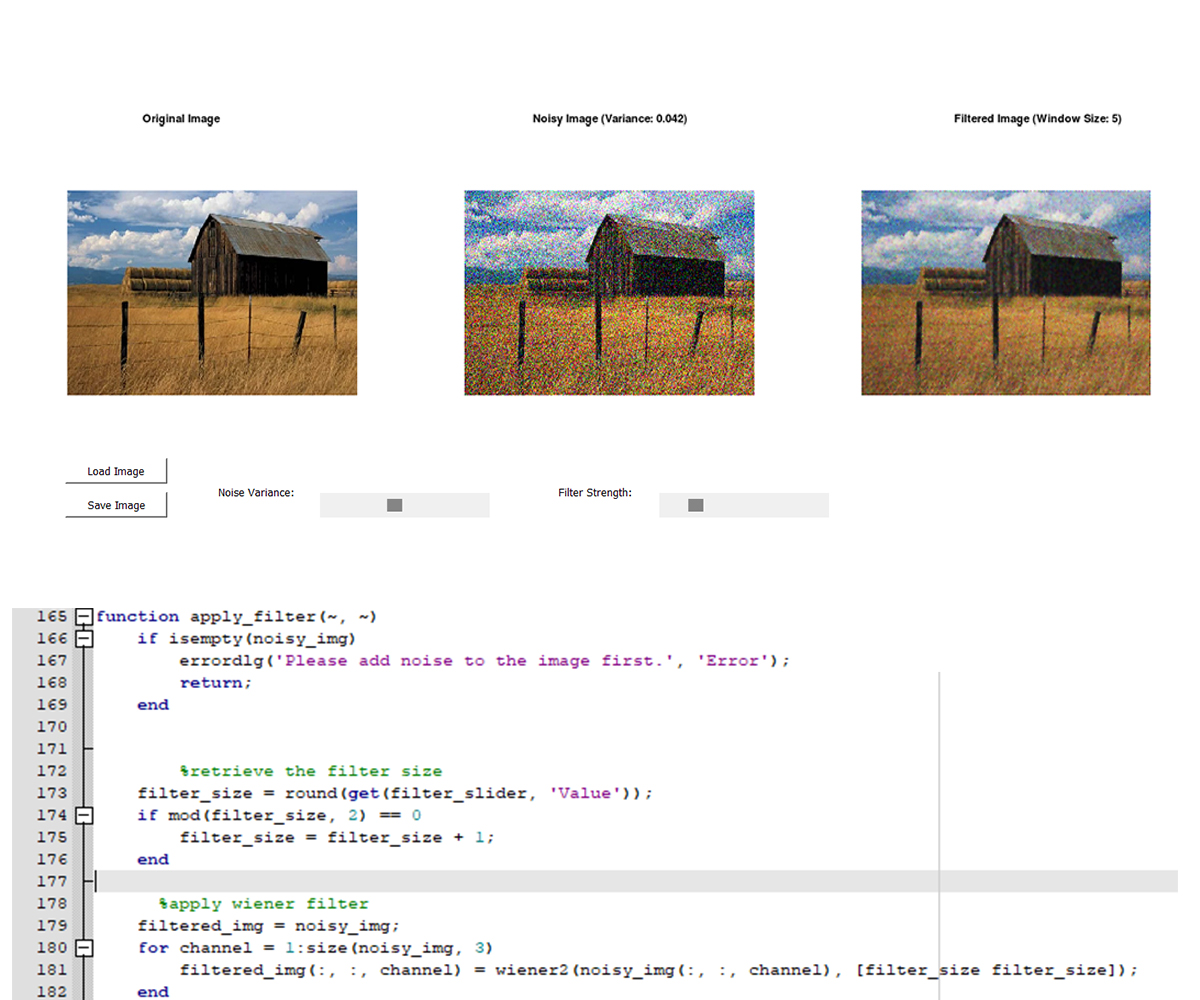 Original Image
Noisy Image (Variance: 0.042)
Filtered Image (Window Size: 5)
Load Image
Noise Variance:
Filter Strength:
Save Image
165 function apply_filter(~, ~)
166     if isempty(noisy_img)
167         errordlg('Please add noise to the image first.', 'Error');
168         return;
169     end
170
171
172         %retrieve the filter size
173     filter_size = round(get(filter_slider, 'Value'));
174     if mod(filter_size, 2) == 0
175         filter_size = filter_size + 1;
176     end
177
178       %apply wiener filter
179     filtered_img = noisy_img;
180     for channel = 1:size(noisy_img, 3)
181         filtered_img(:, :, channel) = wiener2(noisy_img(:, :, channel), [filter_size filter_size]);
182     end